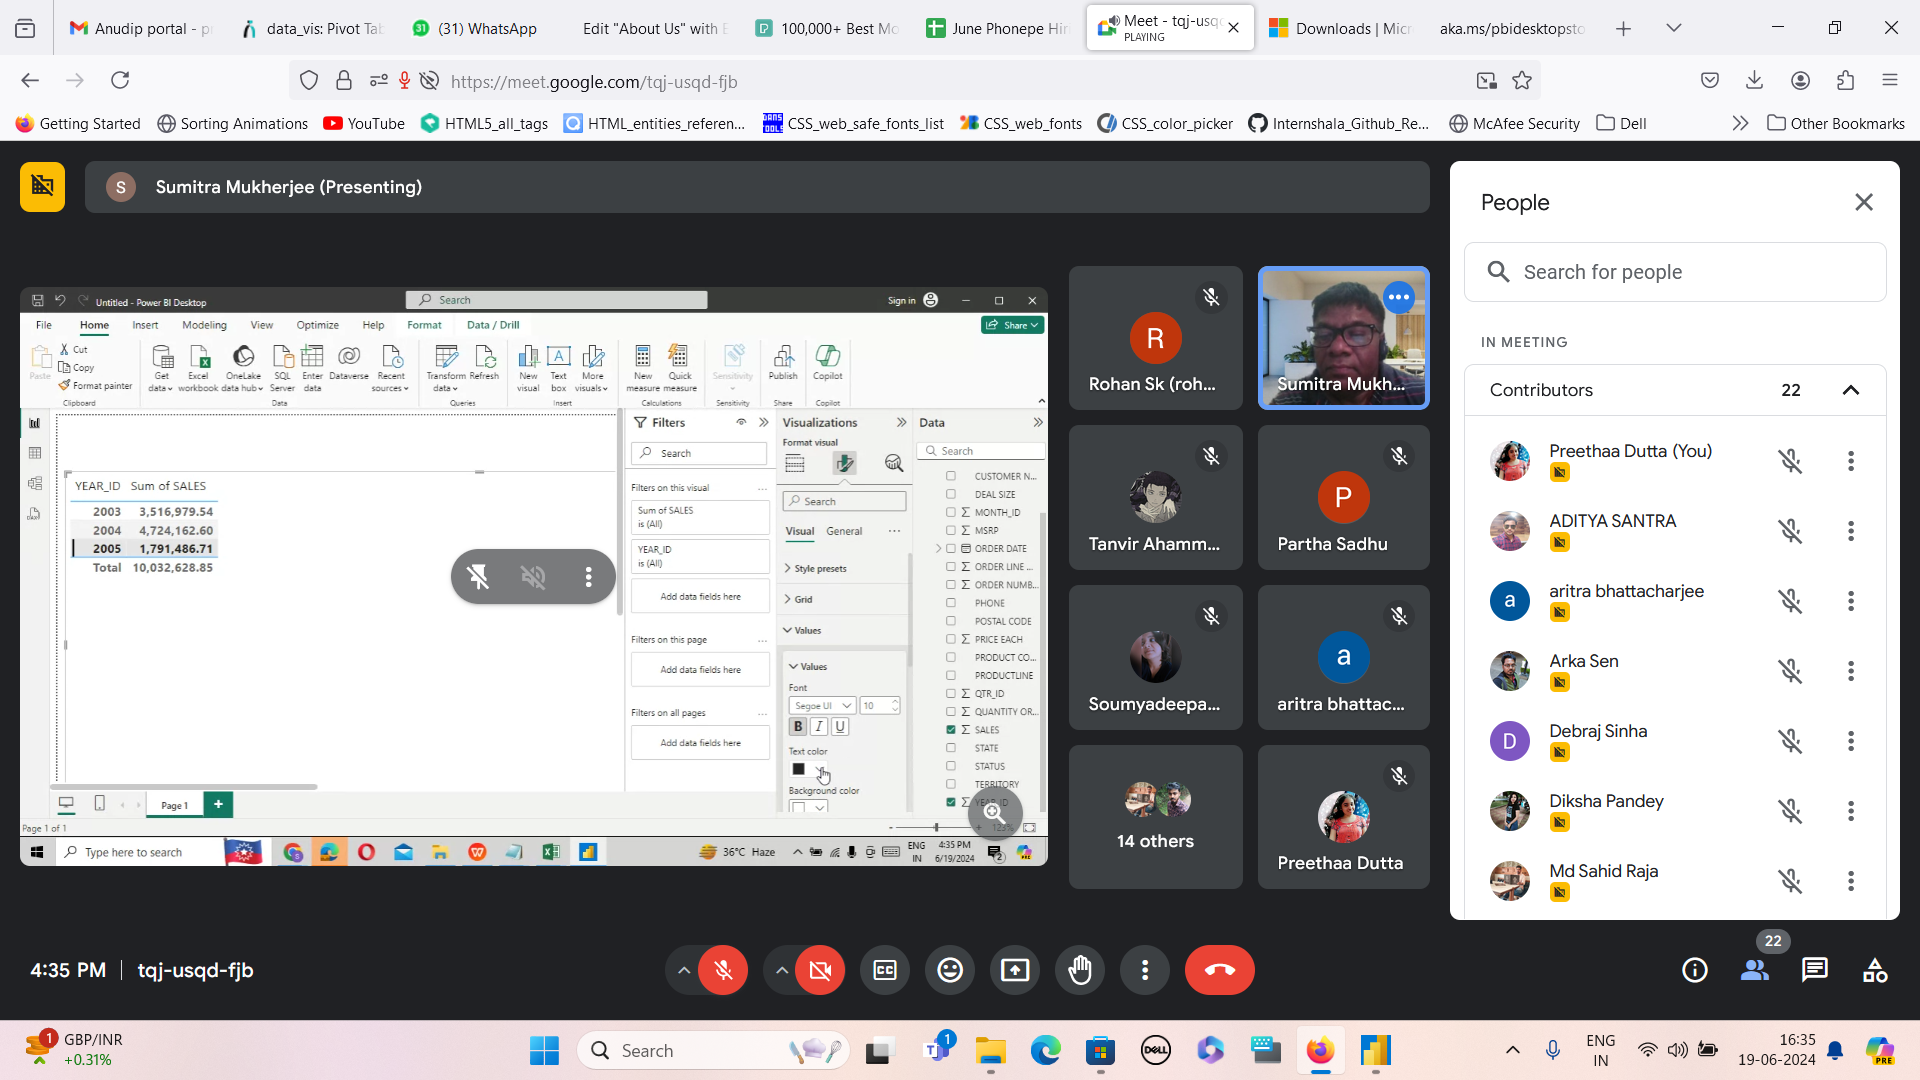 Anudip portal - pr
data_vis: Pivot Tab
(31) WhatsApp
Edit "About Us" with E
100,000+ Best Mo
June Phonepe Hiri
Meet - tqj-usqd
PLAYING
Downloads | Micr
aka.ms/pbidesktopsto
https://meet.google.com/tqj-usqd-fjb
Getting Started
Sorting Animations
YouTube
HTML5_all_tags
HTML_entities_referen...
CSS_web_safe_fonts_list
CSS_web_fonts
CSS_color_picker
Internshala_Github_Re...
McAfee Security
Dell
Other Bookmarks
S
Sumitra Mukherjee (Presenting)
Untitled - Power BI Desktop
Search
Sign in
File
Home
Insert
Modeling
View
Optimize
Help
Format
Data / Drill
Share
Paste
Cut
Copy
Format painter
Clipboard
Get data
Excel workbook
OneLake data hub
SQL Server
Enter data
Dataverse
Recent sources
Data
Transform data
Refresh
Queries
New visual
Text box
More visuals
Insert
New measure
Quick measure
Calculations
Sensitivity
Sensitivity
Publish
Share
Copilot
Copilot
YEAR_ID Sum of SALES
2003 3,516,979.54
2004 4,724,162.60
2005 1,791,486.71
Total 10,032,628.85
Filters
Search
Filters on this visual
Sum of SALES
is (All)
YEAR_ID
is (All)
Add data fields here
Filters on this page
Add data fields here
Filters on all pages
Add data fields here
Visualizations
Format visual
Search
Visual
General
Style presets
Grid
Values
Values
Font
Segoe UI
10
B I U
Text color
Background color
Data
Search
CUSTOMER N...
DEAL SIZE
MONTH_ID
MSRP
ORDER DATE
ORDER LINE ...
ORDER NUMB...
PHONE
POSTAL CODE
PRICE EACH
PRODUCT CO...
PRODUCTLINE
QTR_ID
QUANTITY OR...
SALES
STATE
STATUS
TERRITORY
YEAR_ID
Page 1
Page 1 of 1
123%
Type here to search
36°C Haze
ENG
IN
4:35 PM
6/19/2024
2
R
Rohan Sk (roh...
Sumitra Mukh...
Tanvir Ahamm...
P
Partha Sadhu
Soumyadeepa...
a
aritra bhattac...
14 others
Preethaa Dutta
People
Search for people
IN MEETING
Contributors
22
Preethaa Dutta (You)
ADITYA SANTRA
a
aritra bhattacharjee
Arka Sen
D
Debraj Sinha
Diksha Pandey
Md Sahid Raja
4:35 PM
tqj-usqd-fjb
22
1
GBP/INR
+0.31%
Search
1
DELL
ENG
IN
16:35
19-06-2024
PRE